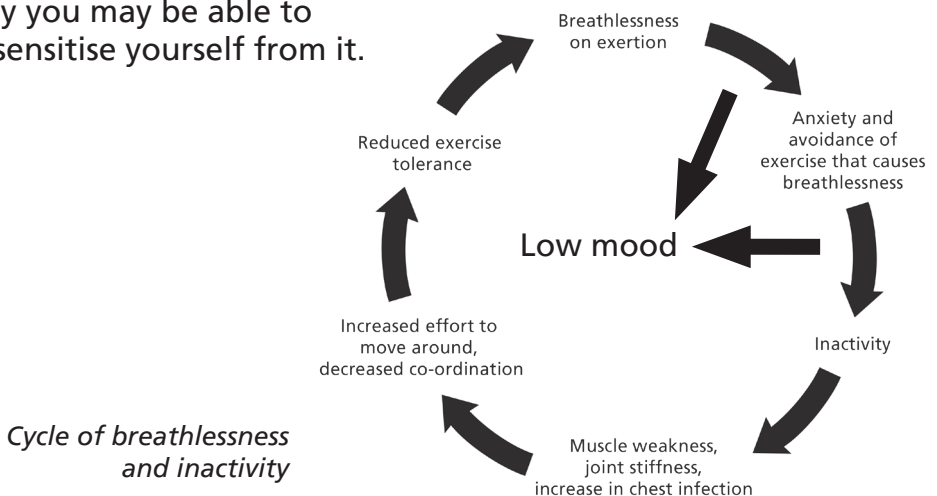 you may be able to
yourself from it.
Breathlessness
on exertion
Anxiety and
avoidance of
exercise that causes
breathlessness
Inactivity
Muscle weakness,
joint stiffness,
increase in chest infection
Increased effort to
move around,
decreased co-ordination
Reduced exercise
tolerance
Low mood
Cycle of breathlessness
and inactivity